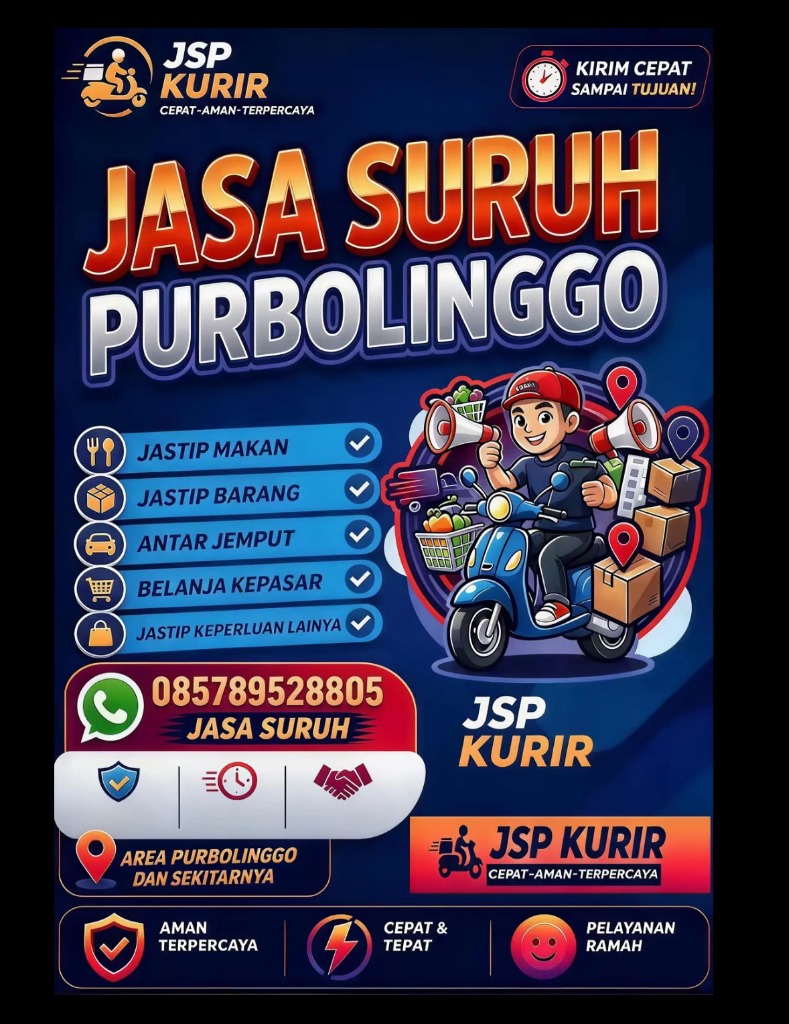 JSP
KURIR
CEPAT-AMAN-TERPERCAYA
KIRIM CEPAT
SAMPAI TUJUAN!
JASA SURUH
PURBOLINGGO
JASTIP MAKAN
JASTIP BARANG
ANTAR JEMPUT
BELANJA KEPASAR
JASTIP KEPERLUAN LAINYA
085789528805
JASA SURUH
JSP
KURIR
AREA PURBOLINGGO
DAN SEKITARNYA
JSP KURIR
CEPAT-AMAN-TERPERCAYA
AMAN
TERPERCAYA
CEPAT &
TEPAT
PELAYANAN
RAMAH